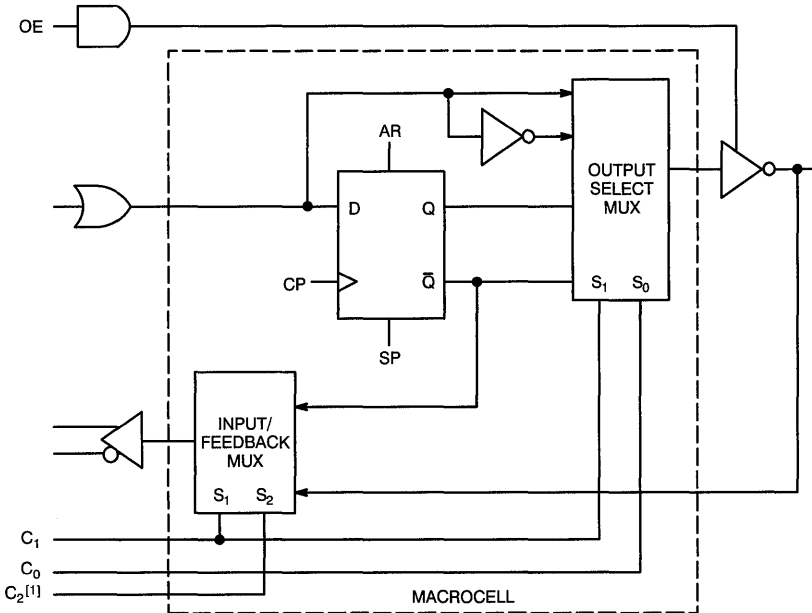 OE
AR
OUTPUT
SELECT
MUX
D
Q
CP
Q̅
S₁
S₀
SP
INPUT/
FEEDBACK
MUX
S₁
S₂
C₁
C₀
C₂[1]
MACROCELL